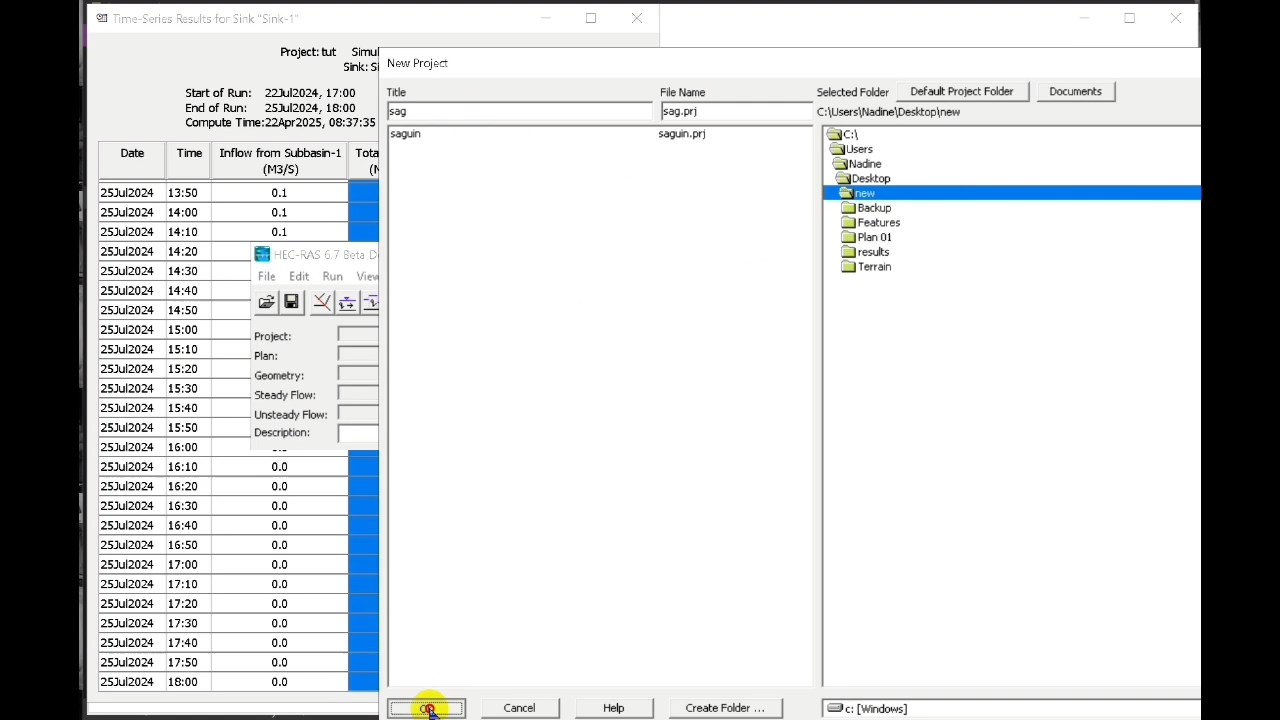 Time-Series Results for Sink "Sink-1"
Project: tut
Start of Run: 22Jul2024, 17:00
End of Run: 25Jul2024, 18:00
Compute Time:22Apr2025, 08:37:35
Date Time Inflow from Subbasin-1 (M3/S)
25Jul2024 13:50 0.1
25Jul2024 14:00 0.1
25Jul2024 14:10 0.1
25Jul2024 14:20
25Jul2024 14:30
25Jul2024 14:40
25Jul2024 14:50
25Jul2024 15:00
25Jul2024 15:10
25Jul2024 15:20
25Jul2024 15:30
25Jul2024 15:40
25Jul2024 15:50
25Jul2024 16:00
25Jul2024 16:10 0.0
25Jul2024 16:20 0.0
25Jul2024 16:30 0.0
25Jul2024 16:40 0.0
25Jul2024 16:50 0.0
25Jul2024 17:00 0.0
25Jul2024 17:10 0.0
25Jul2024 17:20 0.0
25Jul2024 17:30 0.0
25Jul2024 17:40 0.0
25Jul2024 17:50 0.0
25Jul2024 18:00 0.0
HEC-RAS 6.7 Beta
File Edit Run View
Project:
Plan:
Geometry:
Steady Flow:
Unsteady Flow:
Description:
New Project
Title File Name Selected Folder Default Project Folder Documents
sag sag.prj C:\Users\Nadine\Desktop\new
saguin saguin.prj
C:\
Users
Nadine
Desktop
new
Backup
Features
Plan 01
results
Terrain
Cancel Help Create Folder ... c: [Windows]